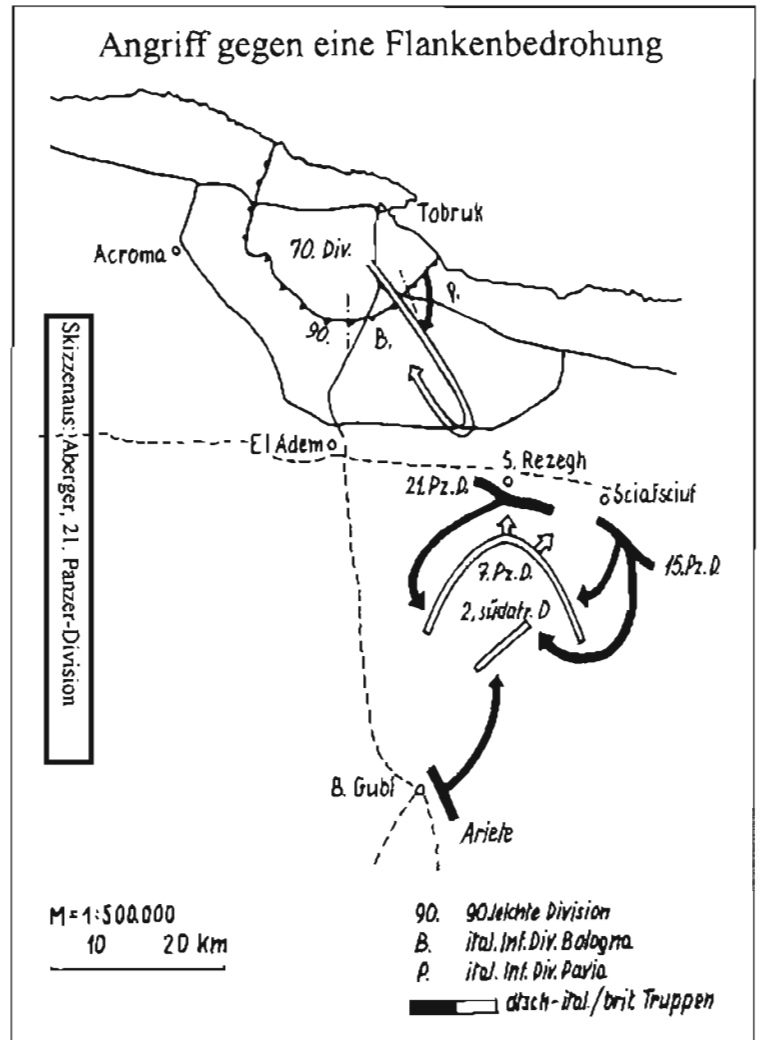 Angriff gegen eine Flankenbedrohung
Tobruk
70. Div.
Acroma
P.
90.
B.
Skizzenaus: Aberger, 21. Panzer-Division
El Adem
S. Rezegh
21.Pz.D.
Sciafsciuf
15.Pz.D
7.Pz.D.
2. südafr. D
B. Gubi
Ariete
M=1:500.000
10 20 km
90. 90.leichte Division
B. ital. Inf. Div. Bologna
P. ital. Inf. Div. Pavia
dtsch-ital./brit Truppen